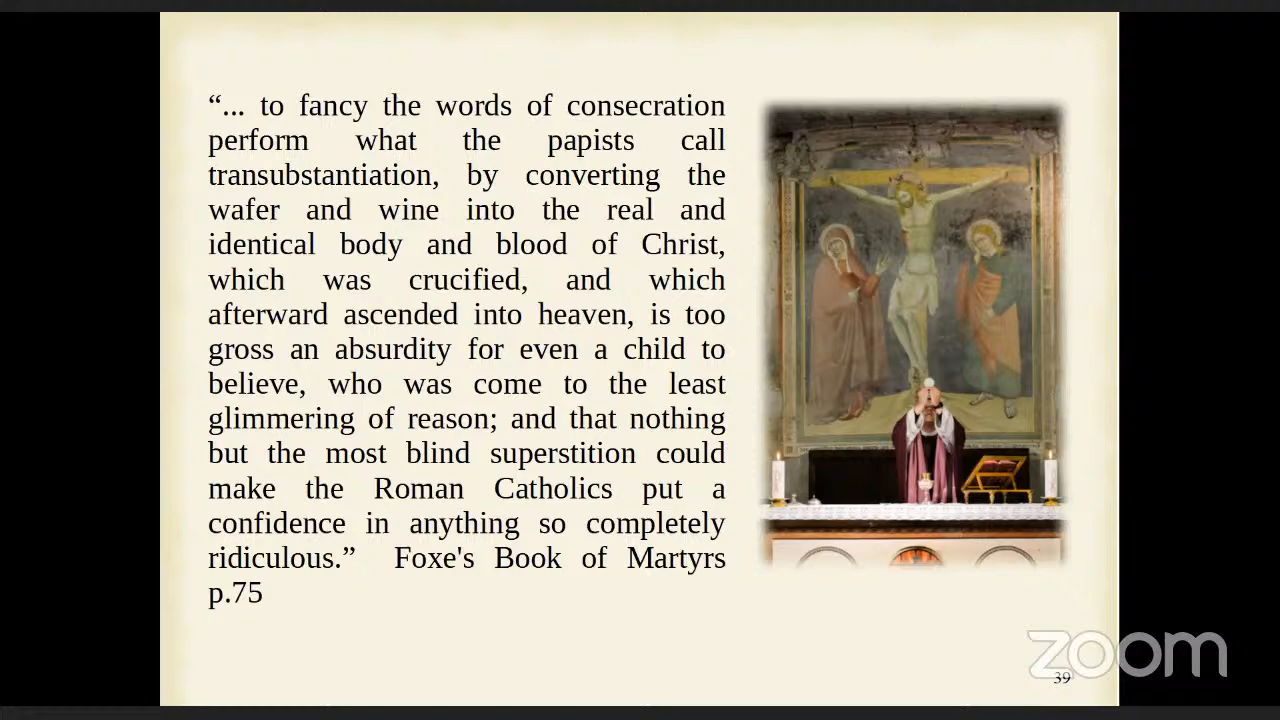 “... to fancy the words of consecration
perform what the papists call
transubstantiation, by converting the
wafer and wine into the real and
identical body and blood of Christ,
which was crucified, and which
afterward ascended into heaven, is too
gross an absurdity for even a child to
believe, who was come to the least
glimmering of reason; and that nothing
but the most blind superstition could
make the Roman Catholics put a
confidence in anything so completely
ridiculous.” Foxe's Book of Martyrs
p.75
zoom
39